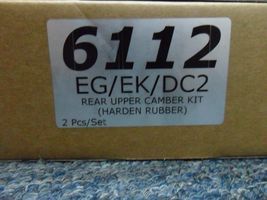 6112
EG/EK/DC2
REAR UPPER CAMBER KIT
(HARDEN RUBBER)
2 Pcs/Set